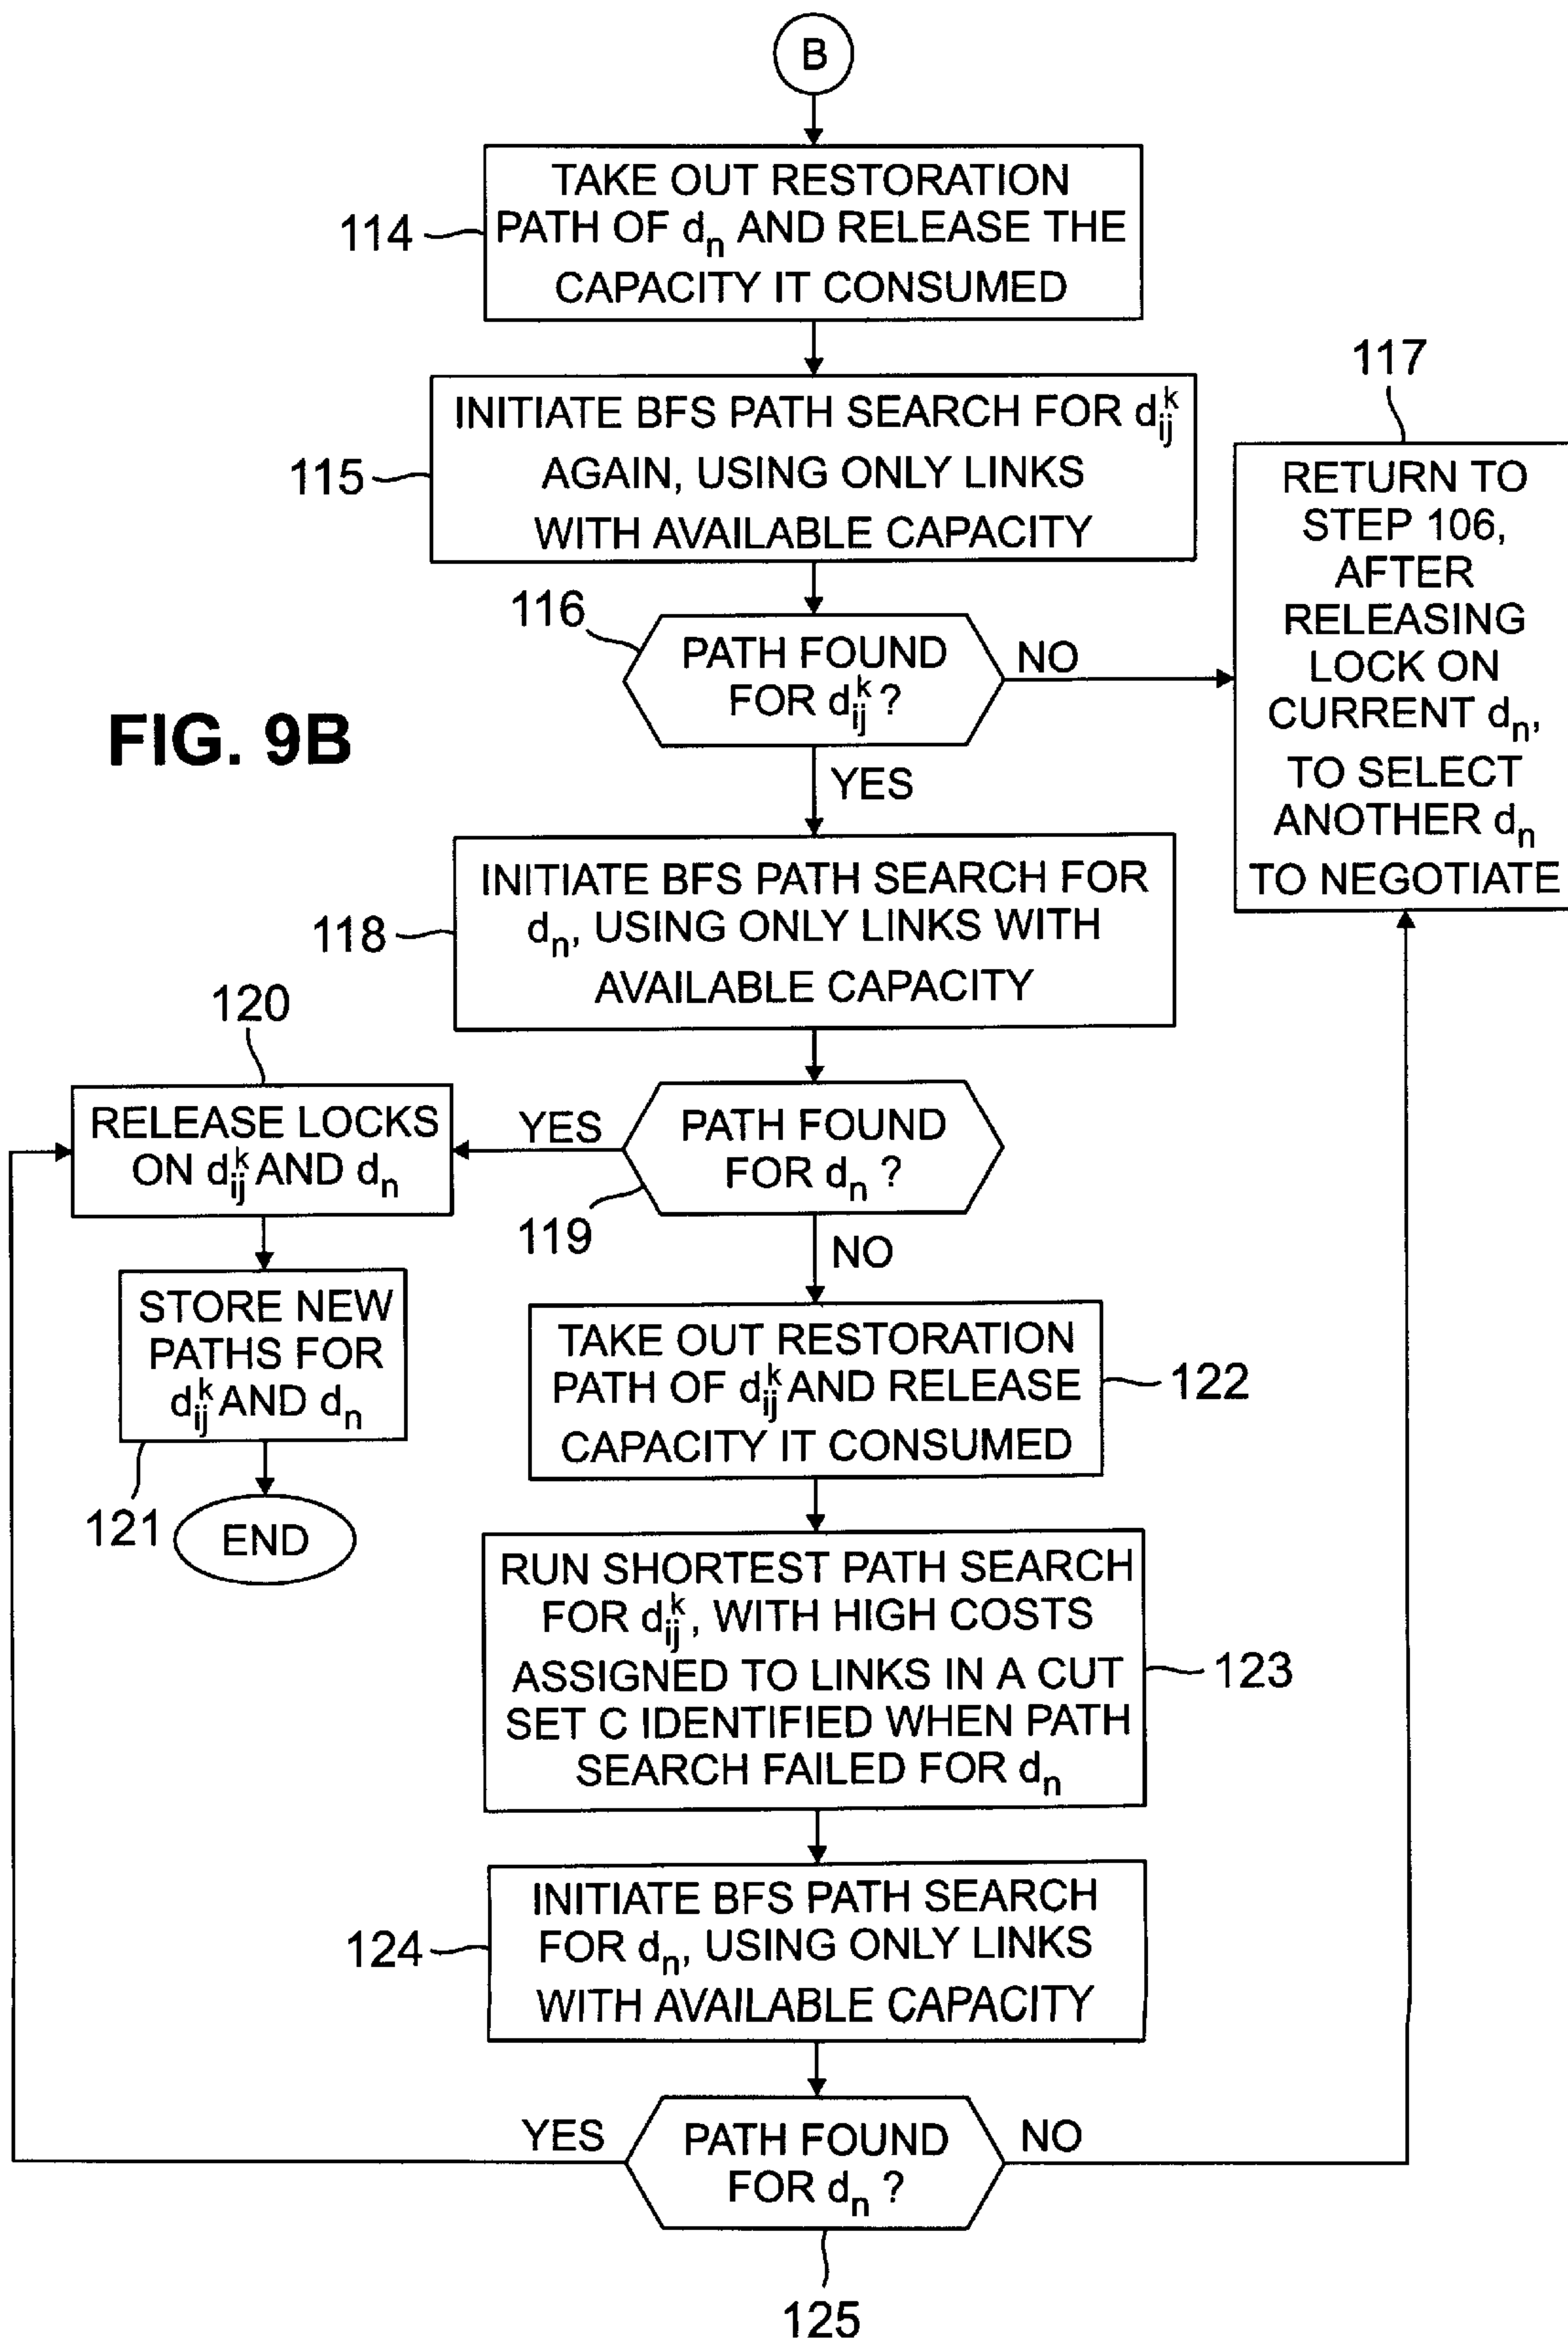 B
TAKE OUT RESTORATION
PATH OF dn AND RELEASE THE
CAPACITY IT CONSUMED
114
INITIATE BFS PATH SEARCH FOR dijk
AGAIN, USING ONLY LINKS
WITH AVAILABLE CAPACITY
115
117
RETURN TO
STEP 106,
AFTER
RELEASING
LOCK ON
CURRENT dn,
TO SELECT
ANOTHER dn
TO NEGOTIATE
116
PATH FOUND
FOR dijk ?
NO
FIG. 9B
YES
INITIATE BFS PATH SEARCH FOR
dn, USING ONLY LINKS WITH
AVAILABLE CAPACITY
118
120
RELEASE LOCKS
ON dijk AND dn
YES
PATH FOUND
FOR dn ?
119
NO
STORE NEW
PATHS FOR
dijk AND dn
121
END
TAKE OUT RESTORATION
PATH OF dijk AND RELEASE
CAPACITY IT CONSUMED
122
RUN SHORTEST PATH SEARCH
FOR dijk, WITH HIGH COSTS
ASSIGNED TO LINKS IN A CUT
SET C IDENTIFIED WHEN PATH
SEARCH FAILED FOR dn
123
INITIATE BFS PATH SEARCH
FOR dn, USING ONLY LINKS
WITH AVAILABLE CAPACITY
124
YES
PATH FOUND
FOR dn ?
NO
125